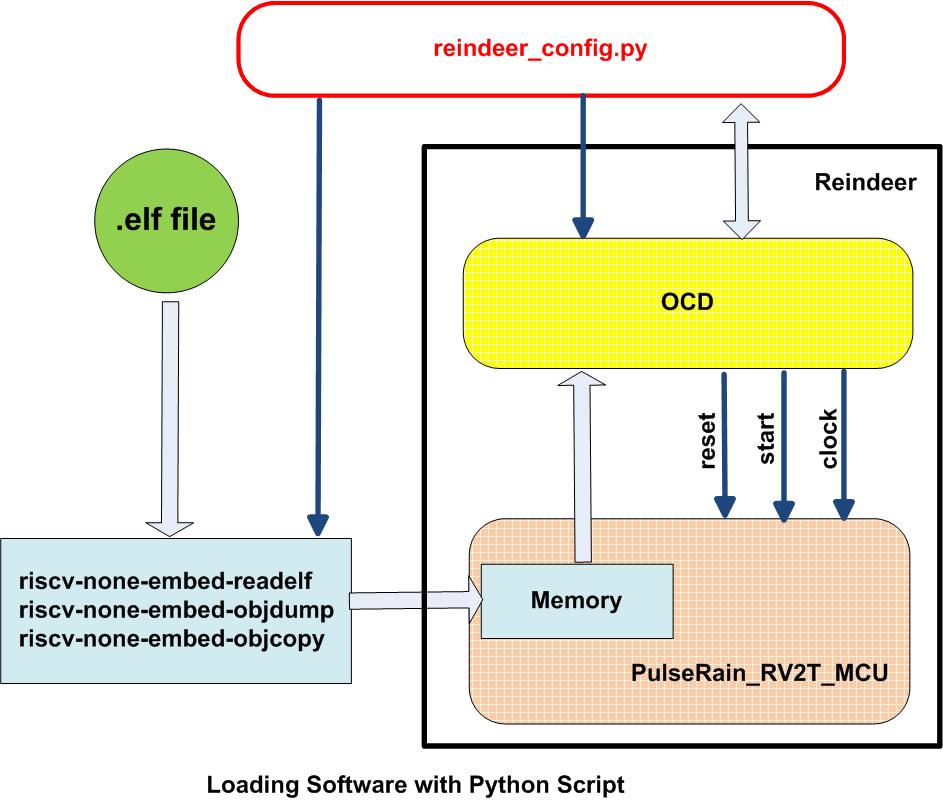 reindeer_config.py
Reindeer
.elf file
OCD
reset
start
clock
riscv-none-embed-readelf
riscv-none-embed-objdump
riscv-none-embed-objcopy
Memory
PulseRain_RV2T_MCU
Loading Software with Python Script